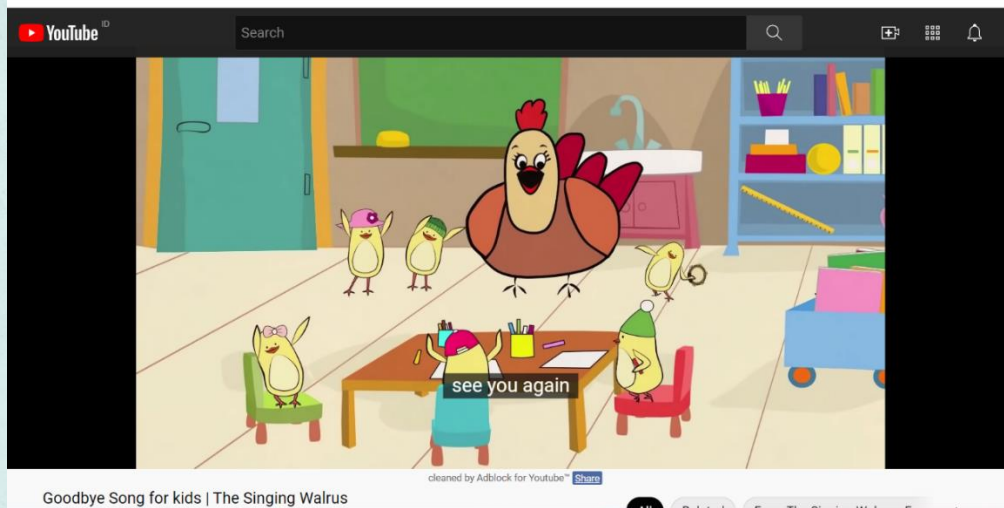 YouTube ID
Search
see you again
cleaned by Adblock for Youtube™ Share
Goodbye Song for kids | The Singing Walrus
All